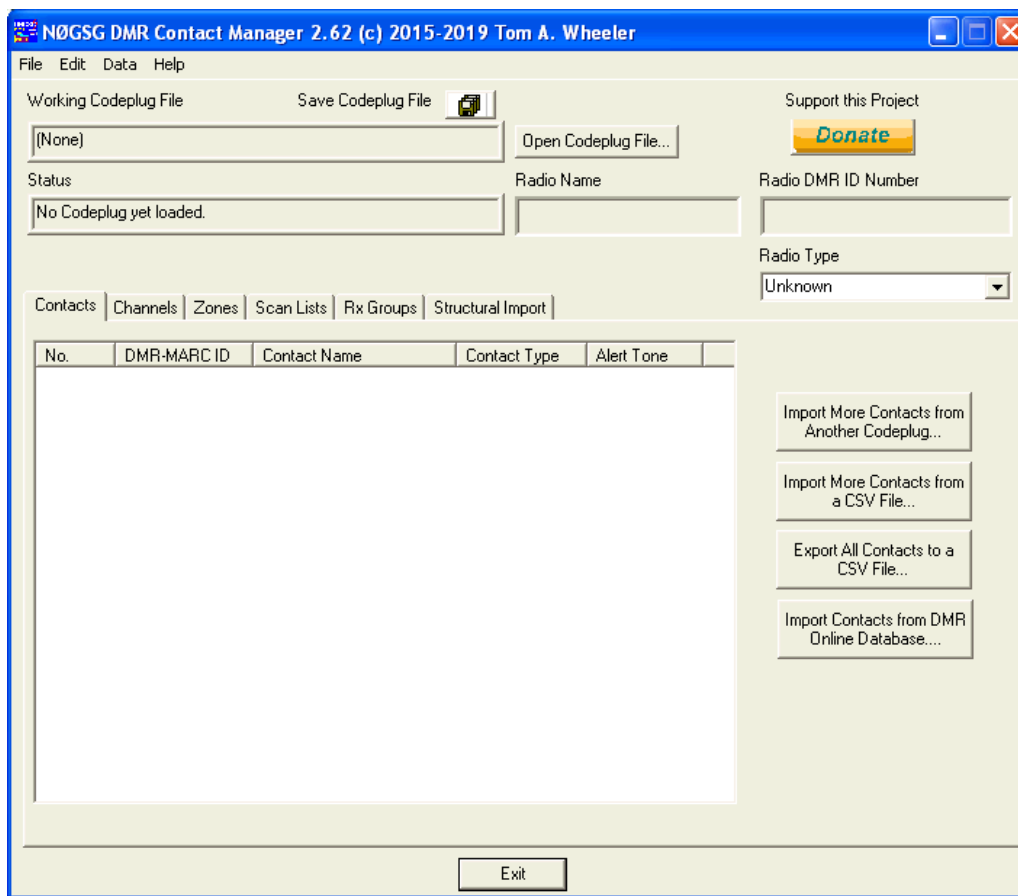 NØGSG DMR Contact Manager 2.62 (c) 2015-2019 Tom A. Wheeler
File Edit Data Help
Working Codeplug File Save Codeplug File Support this Project
(None) Open Codeplug File... Donate
Status Radio Name Radio DMR ID Number
No Codeplug yet loaded.
Radio Type
Unknown
Contacts Channels Zones Scan Lists Rx Groups Structural Import
No. DMR-MARC ID Contact Name Contact Type Alert Tone
Import More Contacts from
Another Codeplug...
Import More Contacts from
a CSV File...
Export All Contacts to a
CSV File...
Import Contacts from DMR
Online Database....
Exit